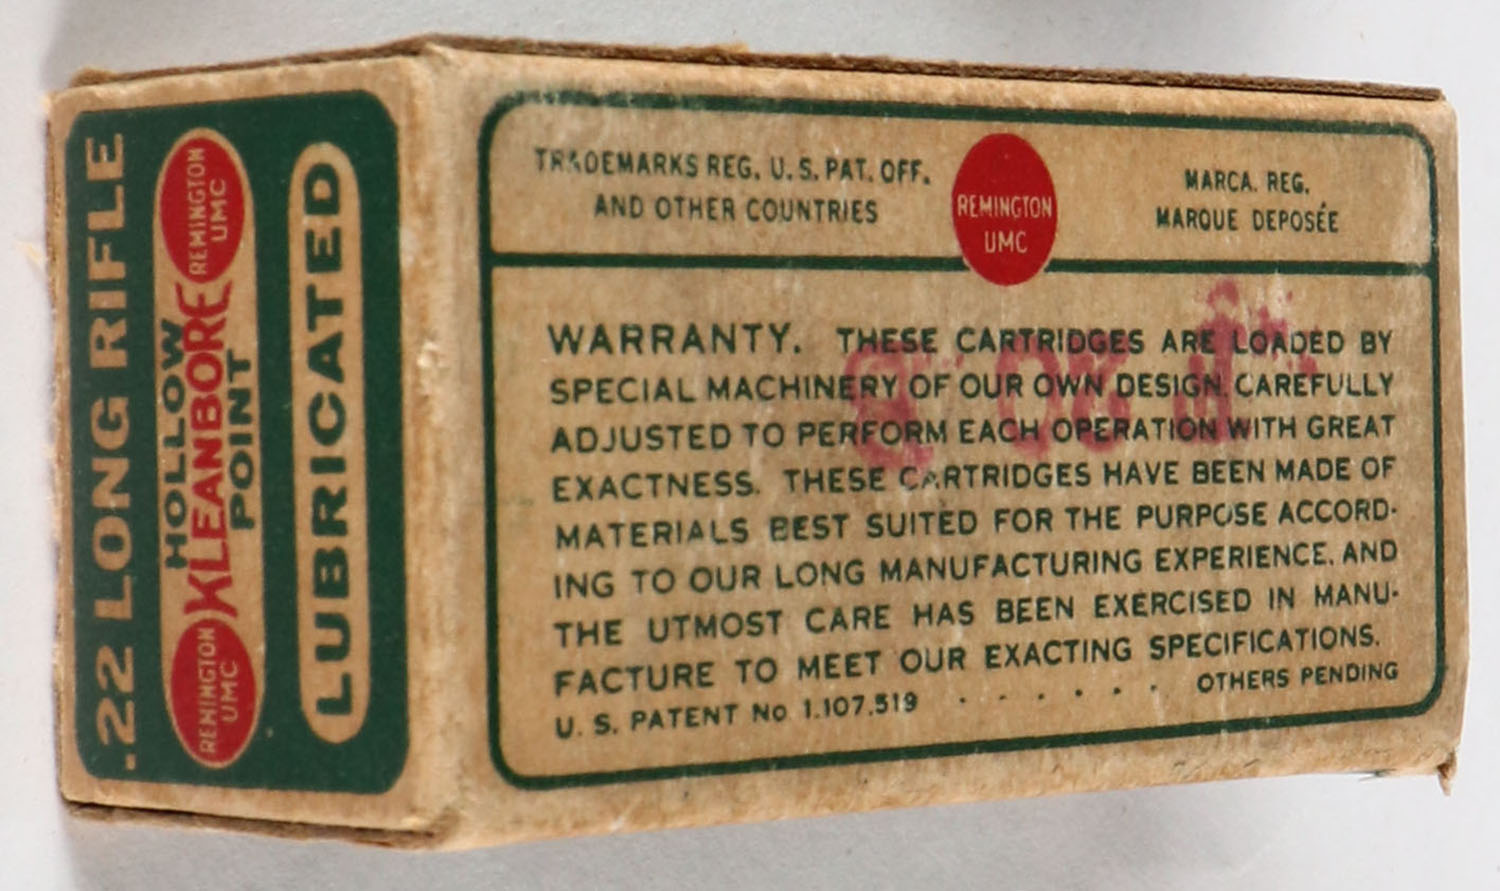 .22 LONG RIFLE
HOLLOW
REMINGTON
UMC
KLEANBORE
REMINGTON
UMC
POINT
LUBRICATED
TRADEMARKS REG. U.S. PAT. OFF.
AND OTHER COUNTRIES
REMINGTON
UMC
MARCA. REG.
MARQUE DEPOSÉE
WARRANTY. THESE CARTRIDGES ARE LOADED BY
SPECIAL MACHINERY OF OUR OWN DESIGN CAREFULLY
ADJUSTED TO PERFORM EACH OPERATION WITH GREAT
EXACTNESS. THESE CARTRIDGES HAVE BEEN MADE OF
MATERIALS BEST SUITED FOR THE PURPOSE ACCORD-
ING TO OUR LONG MANUFACTURING EXPERIENCE, AND
THE UTMOST CARE HAS BEEN EXERCISED IN MANU-
FACTURE TO MEET OUR EXACTING SPECIFICATIONS.
U. S. PATENT No 1,107,519 . . . . . . OTHERS PENDING